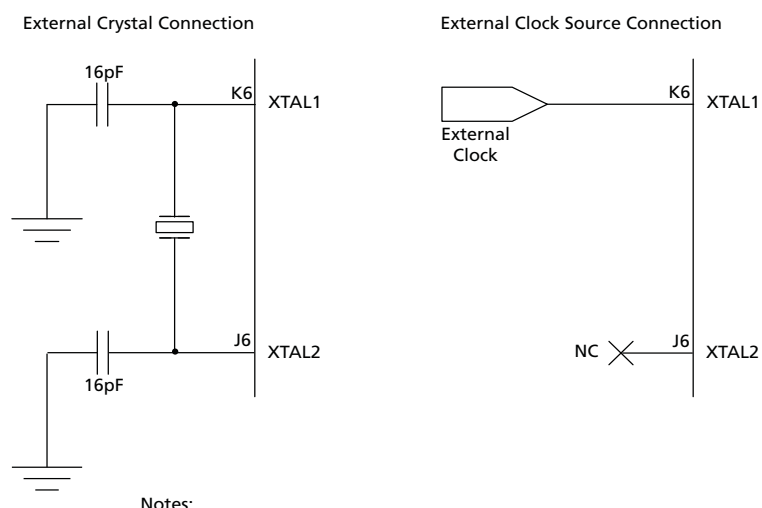 External Crystal Connection
16pF
K6
XTAL1
J6
XTAL2
16pF
External Clock Source Connection
K6
XTAL1
External
Clock
NC
J6
XTAL2
Notes: